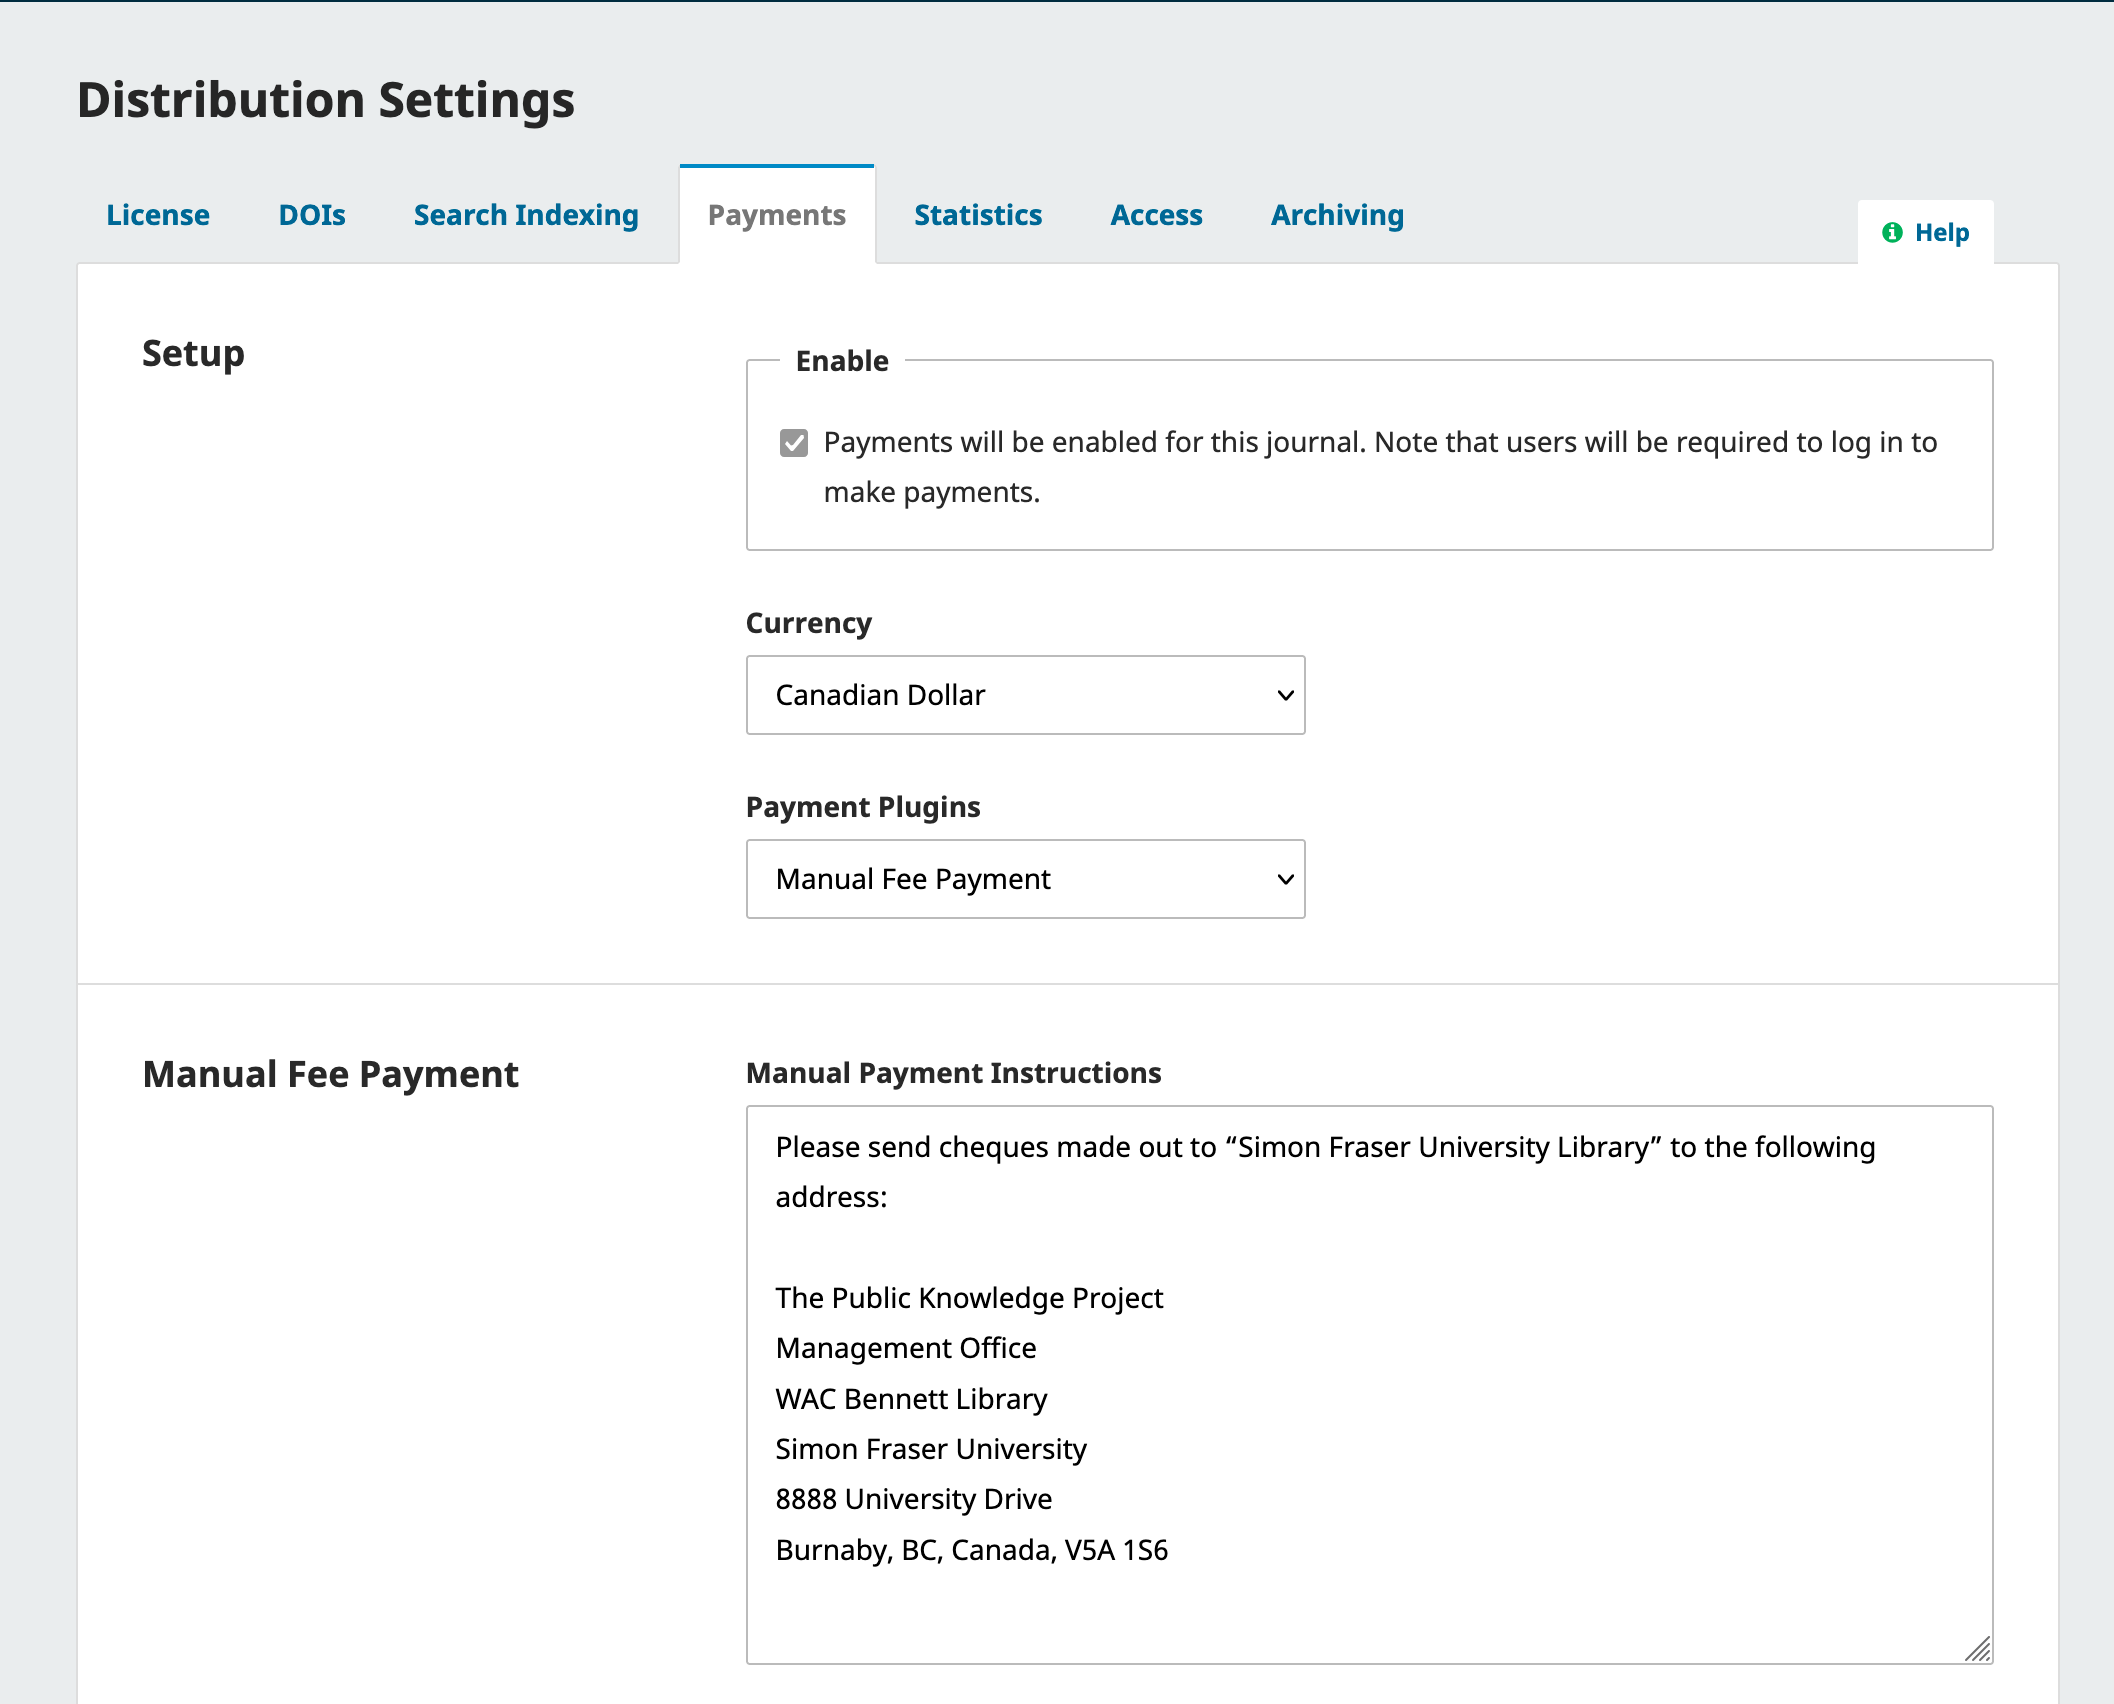 Distribution Settings
License
DOIs
Search Indexing
Payments
Statistics
Access
Archiving
Help
Setup
Enable
Payments will be enabled for this journal. Note that users will be required to log in to
make payments.
Currency
Canadian Dollar
Payment Plugins
Manual Fee Payment
Manual Fee Payment
Manual Payment Instructions
Please send cheques made out to “Simon Fraser University Library” to the following
address:
The Public Knowledge Project
Management Office
WAC Bennett Library
Simon Fraser University
8888 University Drive
Burnaby, BC, Canada, V5A 1S6